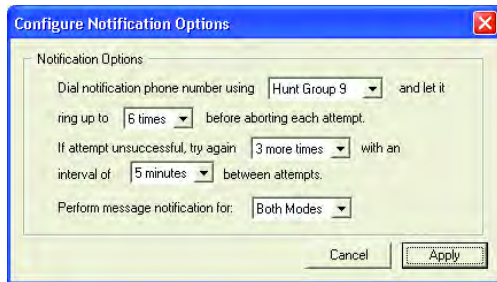 Configure Notification Options
Notification Options
Dial notification phone number using Hunt Group 9 and let it
ring up to 6 times before aborting each attempt.
If attempt unsuccessful, try again 3 more times with an
interval of 5 minutes between attempts.
Perform message notification for: Both Modes
Cancel Apply